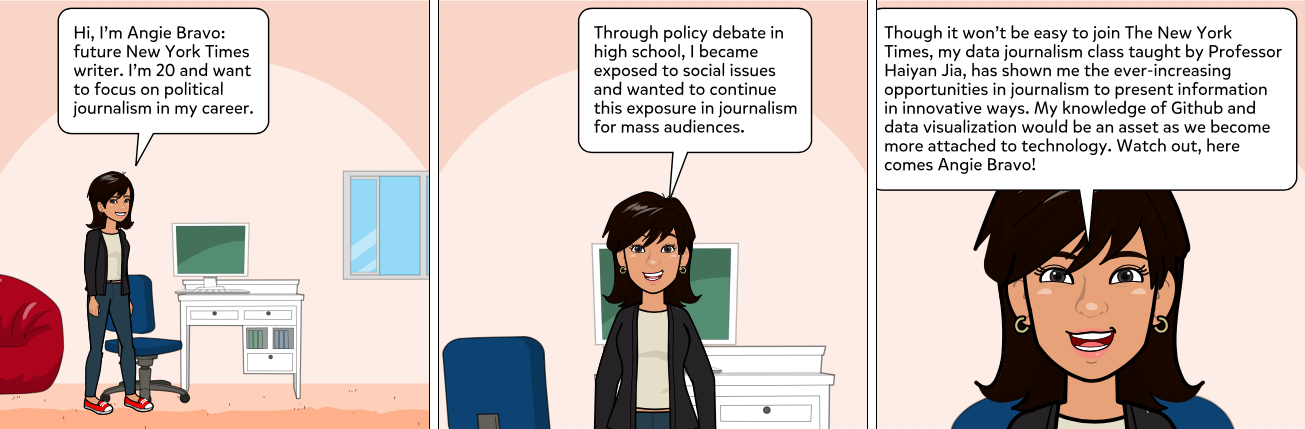 Hi, I'm Angie Bravo:
future New York Times
writer. I'm 20 and want
to focus on political
journalism in my career.
Through policy debate in
high school, I became
exposed to social issues
and wanted to continue
this exposure in journalism
for mass audiences.
Though it won't be easy to join The New York
Times, my data journalism class taught by Professor
Haiyan Jia, has shown me the ever-increasing
opportunities in journalism to present information
in innovative ways. My knowledge of Github and
data visualization would be an asset as we become
more attached to technology. Watch out, here
comes Angie Bravo!